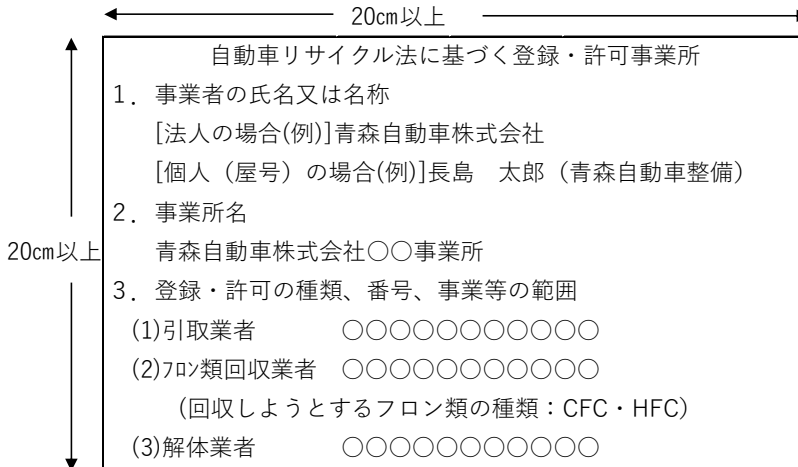 20㎝以上
自動車リサイクル法に基づく登録・許可事業所
1．事業者の氏名又は名称
[法人の場合(例)]青森自動車株式会社
[個人（屋号）の場合(例)]長島　太郎（青森自動車整備）
2．事業所名
20㎝以上
青森自動車株式会社○○事業所
3．登録・許可の種類、番号、事業等の範囲
(1)引取業者　○○○○○○○○○○○
(2)ﾌﾛﾝ類回収業者　○○○○○○○○○○○
（回収しようとするフロン類の種類：CFC・HFC）
(3)解体業者　○○○○○○○○○○○